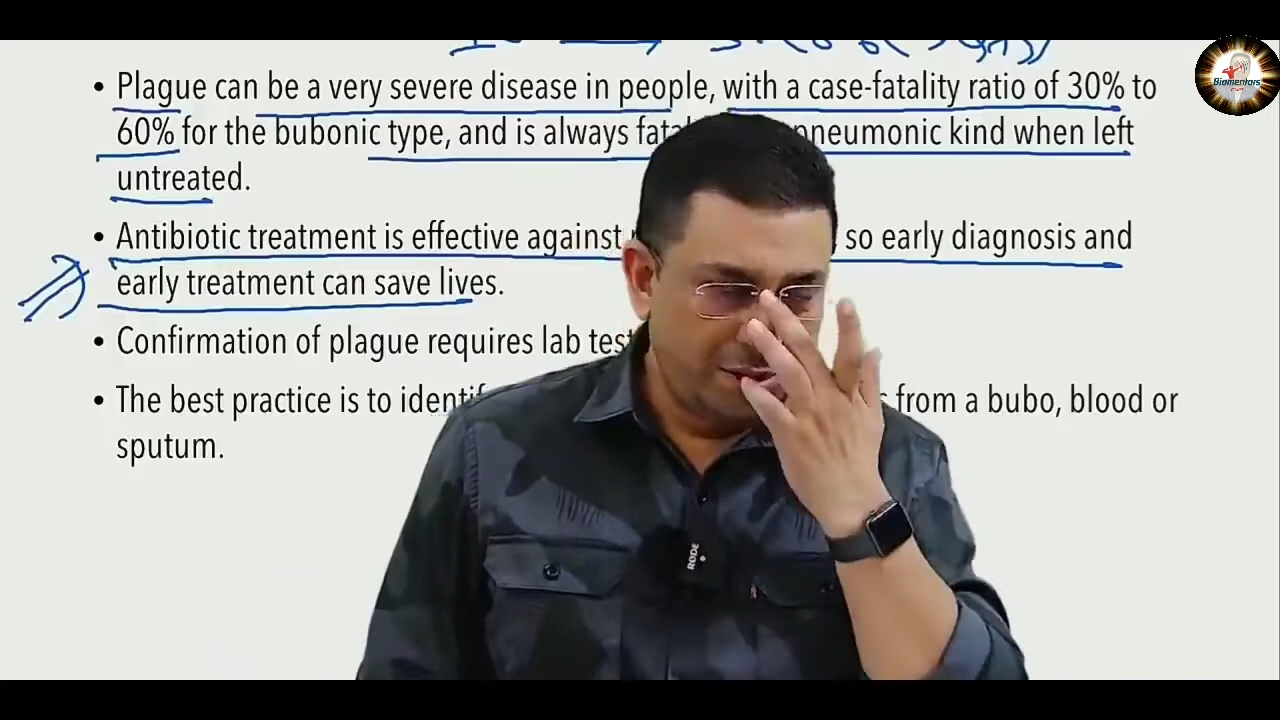 • Plague can be a very severe disease in people, with a case-fatality ratio of 30% to
60% for the bubonic type, and is always pneumonic kind when left
untreated.
• Antibiotic treatment is effective against so early diagnosis and
early treatment can save lives.
• Confirmation of plague requires lab
• The best practice is to from a bubo, blood or
sputum.
Biomentors
RODE